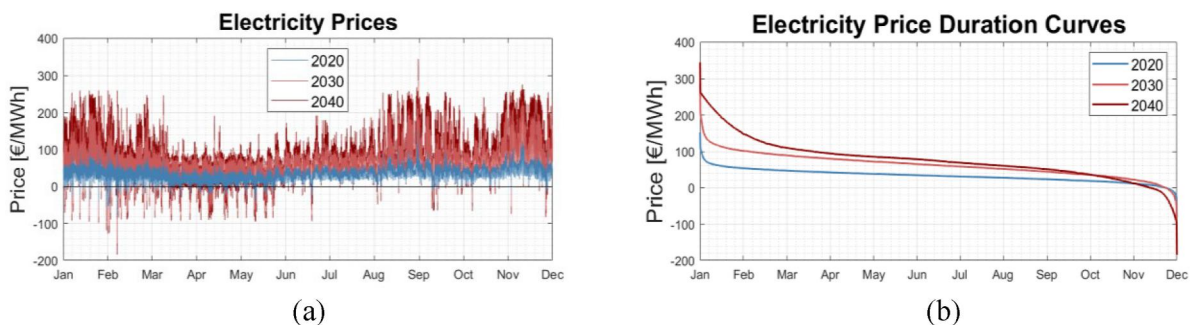 Electricity Prices
Price [€/MWh]
400
300
200
100
0
-100
-200
Jan Feb Mar Apr May Jun Jul Aug Sep Oct Nov Dec
2020
2030
2040
(a)
Electricity Price Duration Curves
Price [€/MWh]
400
300
200
100
0
-100
-200
Jan Feb Mar Apr May Jun Jul Aug Sep Oct Nov Dec
2020
2030
2040
(b)